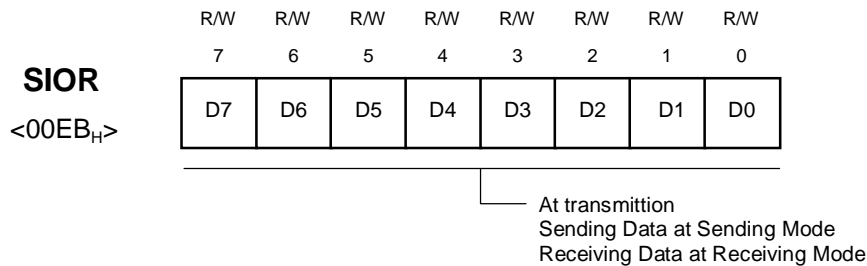 R/W R/W R/W R/W R/W R/W R/W R/W
7 6 5 4 3 2 1 0
SIOR
D7 D6 D5 D4 D3 D2 D1 D0
<00EBH>
At transmittion
Sending Data at Sending Mode
Receiving Data at Receiving Mode